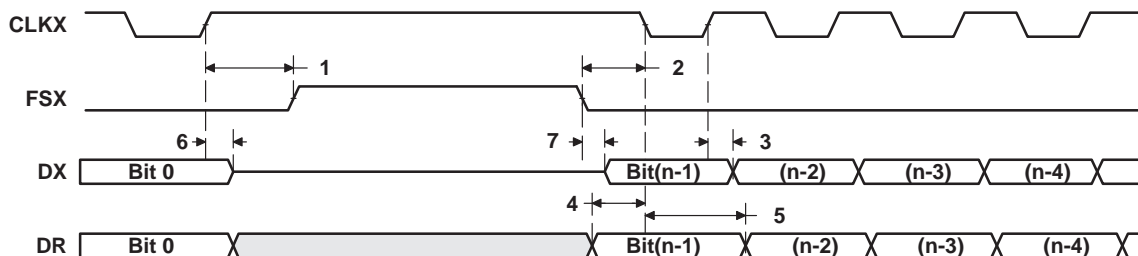 CLKX
1 2
FSX
6 7 3
DX Bit 0 Bit(n-1) (n-2) (n-3) (n-4)
4 5
DR Bit 0 Bit(n-1) (n-2) (n-3) (n-4)